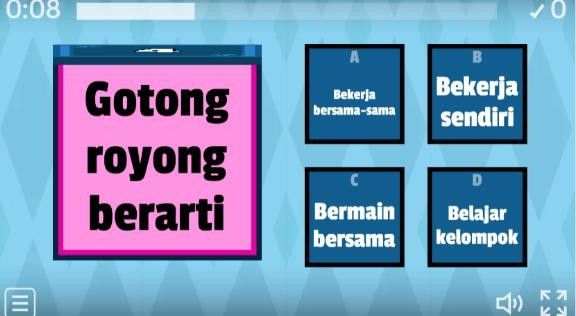 0:08
✓ 0
Gotong
royong
berarti
A
Bekerja
bersama-sama
B
Bekerja
sendiri
C
Bermain
bersama
D
Belajar
kelompok